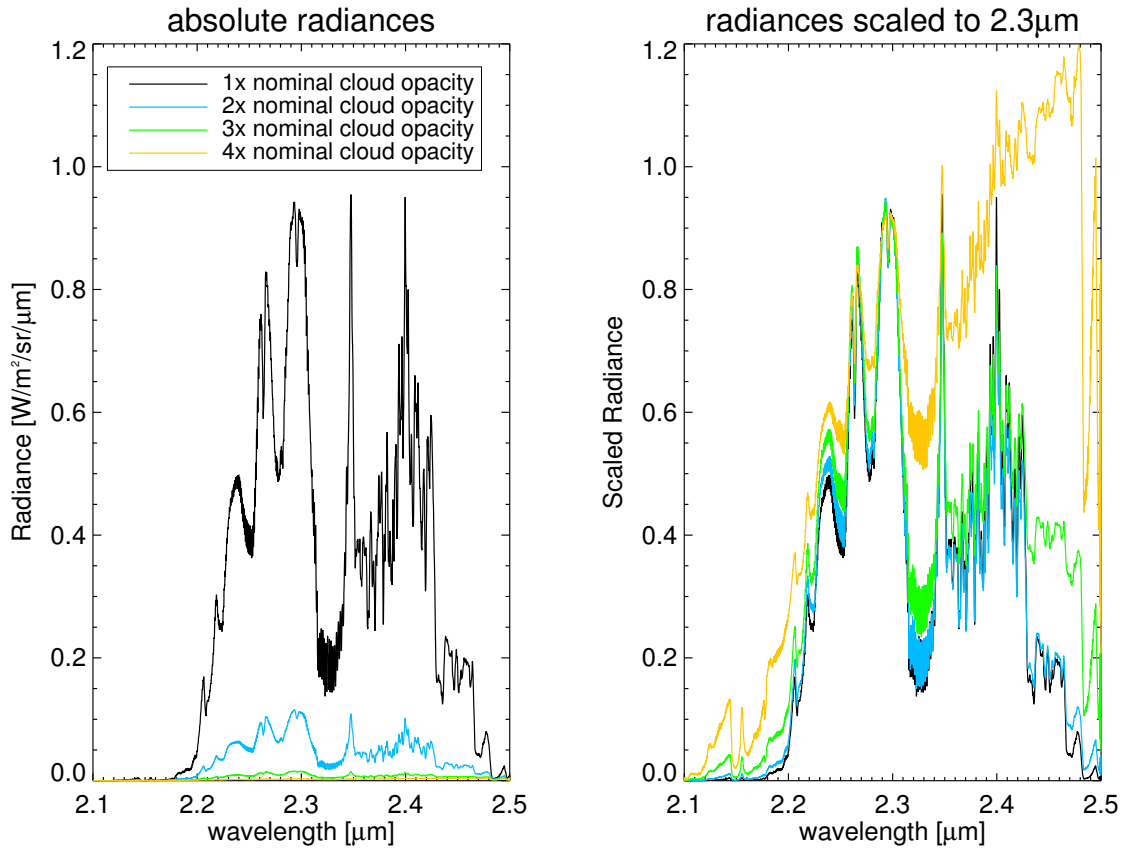 absolute radiances
1.2
1.0
0.8
0.6
0.4
0.2
0.0
Radiance [W/m²/sr/μm]
1x nominal cloud opacity
2x nominal cloud opacity
3x nominal cloud opacity
4x nominal cloud opacity
2.1 2.2 2.3 2.4 2.5
wavelength [μm]
radiances scaled to 2.3μm
1.2
1.0
0.8
0.6
0.4
0.2
0.0
Scaled Radiance
2.1 2.2 2.3 2.4 2.5
wavelength [μm]